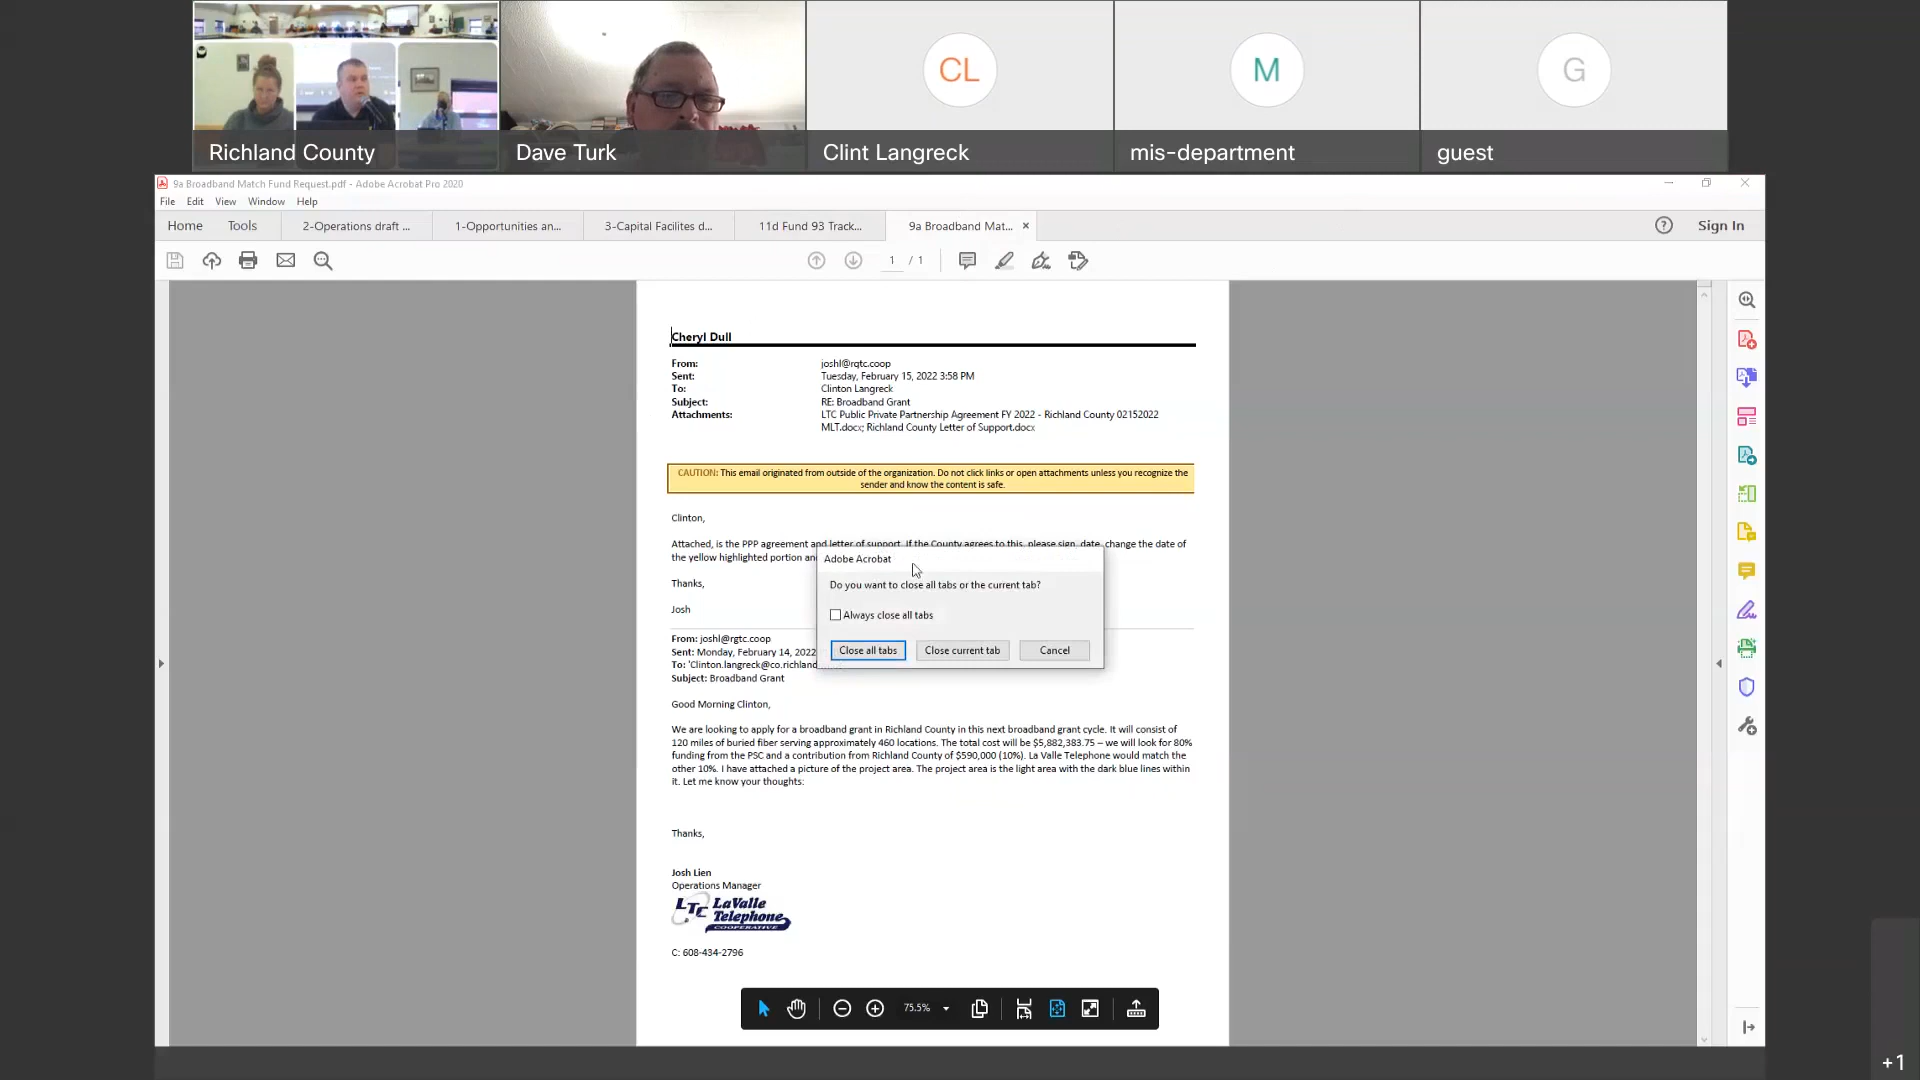 CL
M
G
Richland County
Dave Turk
Clint Langreck
mis-department
guest
9a Broadband Match Fund Request.pdf - Adobe Acrobat Pro 2020
File Edit View Window Help
Home Tools 2-Operations draft ... 1-Opportunities an... 3-Capital Facilites d... 11d Fund 93 Track... 9a Broadband Mat... × Sign In
1 / 1
Cheryl Dull
From: joshl@rgtc.coop
Sent: Tuesday, February 15, 2022 3:58 PM
To: Clinton Langreck
Subject: RE: Broadband Grant
Attachments: LTC Public Private Partnership Agreement FY 2022 - Richland County 02152022
MLT.docx; Richland County Letter of Support.docx
CAUTION: This email originated from outside of the organization. Do not click links or open attachments unless you recognize the
sender and know the content is safe.
Clinton,
Attached, is the PPP agreement and letter of support. If the County agrees to this, please sign, date, change the date of
the yellow highlighted portion an
Adobe Acrobat
Do you want to close all tabs or the current tab?
Always close all tabs
Close all tabs Close current tab Cancel
Thanks,
Josh
From: joshl@rgtc.coop
Sent: Monday, February 14, 2022
To: 'Clinton.langreck@co.richland
Subject: Broadband Grant
Good Morning Clinton,
We are looking to apply for a broadband grant in Richland County in this next broadband grant cycle. It will consist of
120 miles of buried fiber serving approximately 460 locations. The total cost will be $5,882,383.75 – we will look for 80%
funding from the PSC and a contribution from Richland County of $590,000 (10%). La Valle Telephone would match the
other 10%. I have attached a picture of the project area. The project area is the light area with the dark blue lines within
it. Let me know your thoughts:
Thanks,
Josh Lien
Operations Manager
LTC LaValle
Telephone
COOPERATIVE
C: 608-434-2796
75.5%
+1